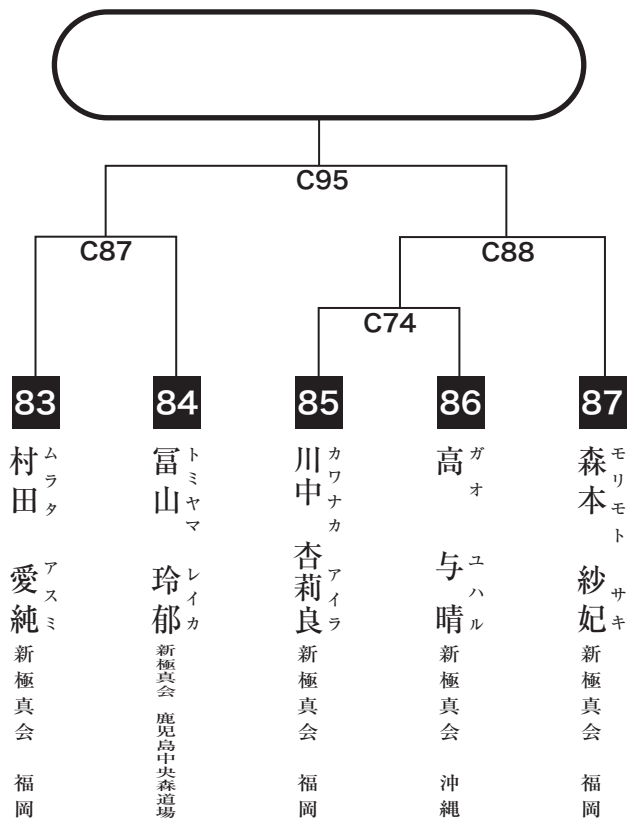 C95
C87
C88
C74
83
84
85
86
87
村田 愛純
ムラタ アスミ
新極真会 福岡
冨山 玲郁
トミヤマ レイカ
新極真会 鹿児島中央森道場
川中 杏莉良
カワナカ アイラ
新極真会 福岡
高 与晴
ガオ ユハル
新極真会 沖縄
森本 紗妃
モリモト サキ
新極真会 福岡